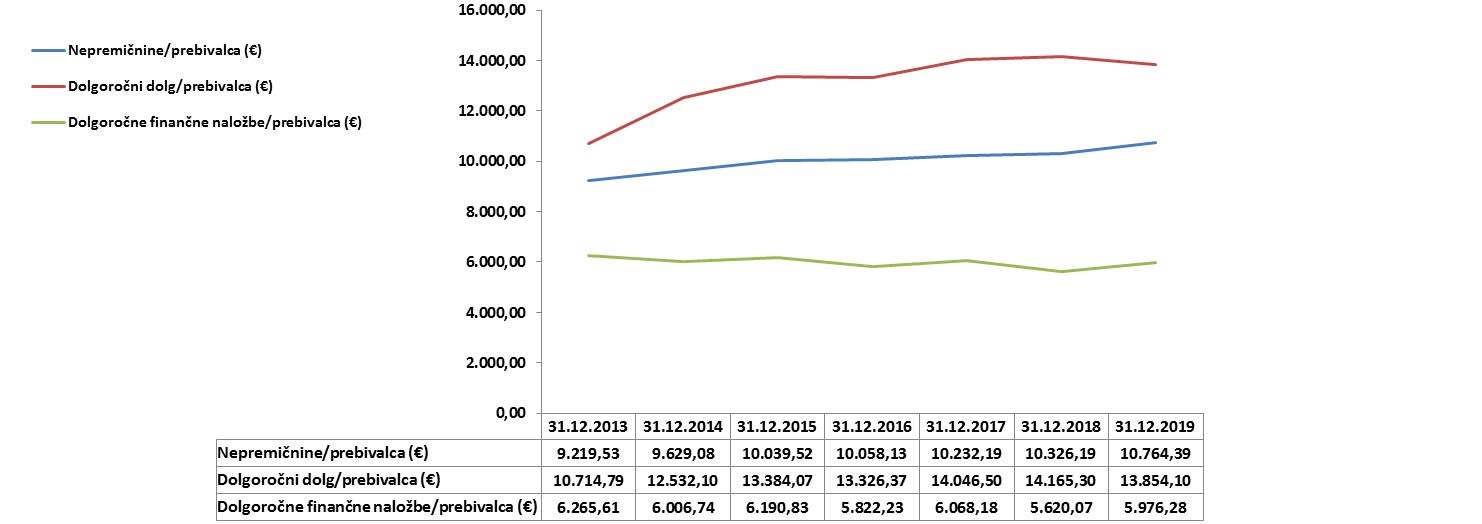 16.000,00
14.000,00
12.000,00
10.000,00
8.000,00
6.000,00
4.000,00
2.000,00
0,00
Nepremičnine/prebivalca (€)
Dolgoročni dolg/prebivalca (€)
Dolgoročne finančne naložbe/prebivalca (€)
31.12.2013 31.12.2014 31.12.2015 31.12.2016 31.12.2017 31.12.2018 31.12.2019
Nepremičnine/prebivalca (€) 9.219,53 9.629,08 10.039,52 10.058,13 10.232,19 10.326,19 10.764,39
Dolgoročni dolg/prebivalca (€) 10.714,79 12.532,10 13.384,07 13.326,37 14.046,50 14.165,30 13.854,10
Dolgoročne finančne naložbe/prebivalca (€) 6.265,61 6.006,74 6.190,83 5.822,23 6.068,18 5.620,07 5.976,28